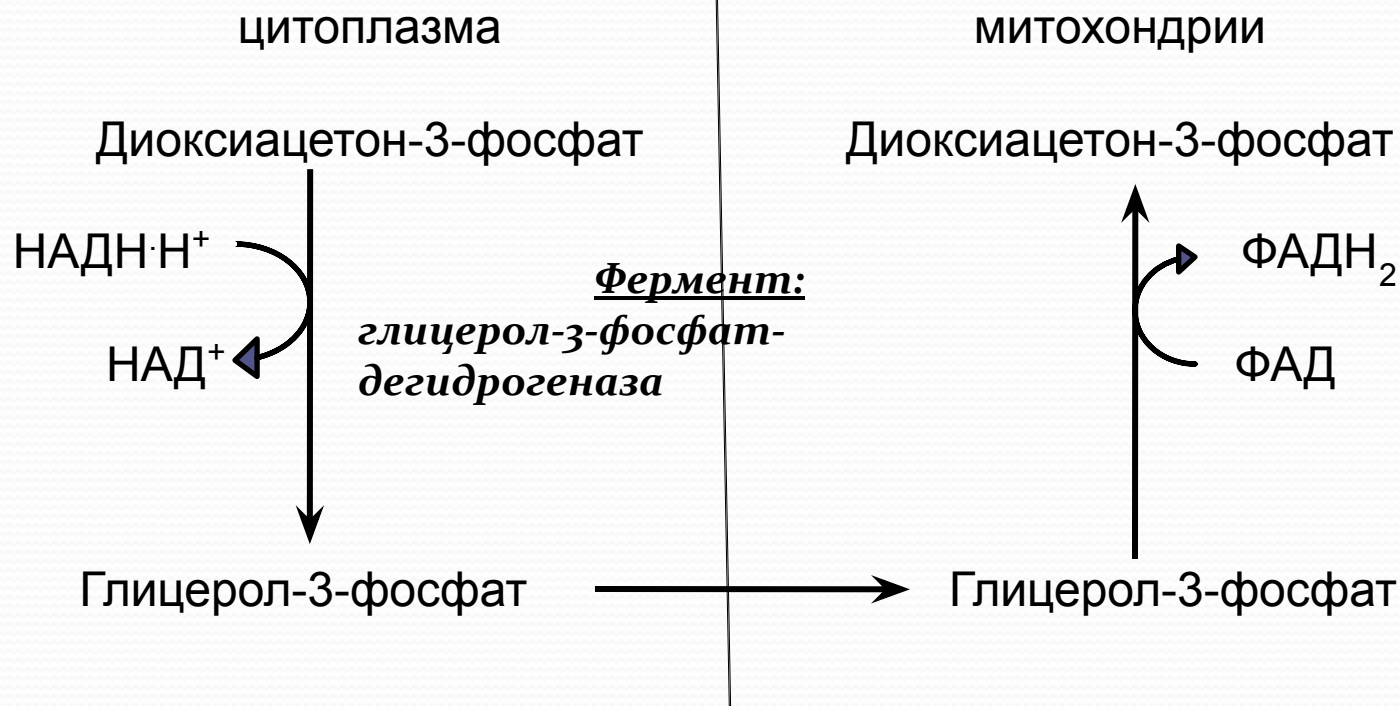 цитоплазма
митохондрии
Диоксиацетон-3-фосфат
Диоксиацетон-3-фосфат
НАДН·Н⁺
ФАДН₂
Фермент:
глицерол-3-фосфат-
дегидрогеназа
НАД⁺
ФАД
Глицерол-3-фосфат
Глицерол-3-фосфат